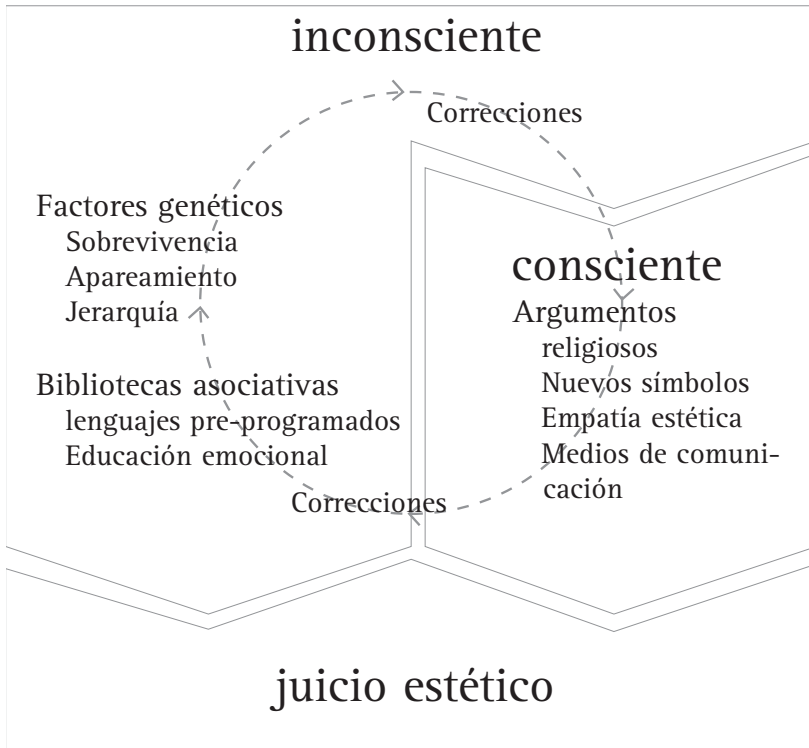 inconsciente
Correcciones
Factores genéticos
Sobrevivencia
Apareamiento
Jerarquía
Bibliotecas asociativas
lenguajes pre-programados
Educación emocional
consciente
Argumentos
religiosos
Nuevos símbolos
Empatía estética
Medios de comuni-
cación
Correcciones
juicio estético